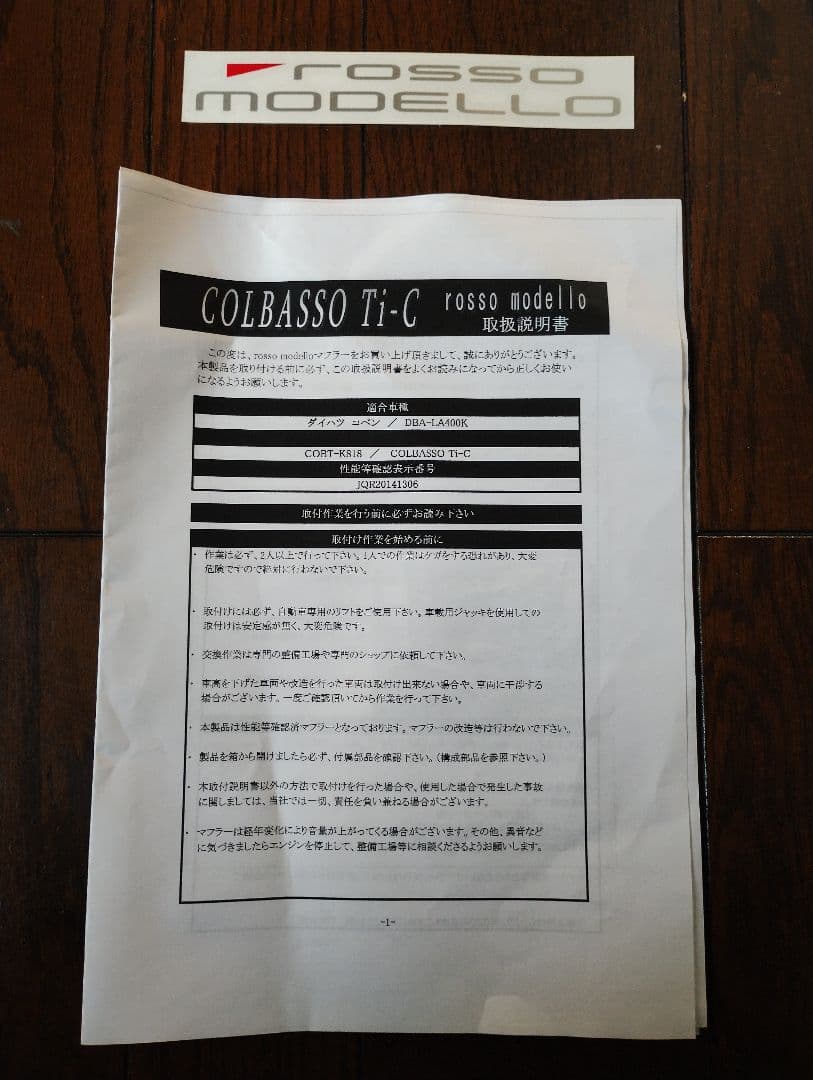 rosso
MODELLO
COLBASSO Ti-C rosso modello
取扱説明書
この度は、rosso modelloマフラーをお買い上げ頂きまして、誠にありがとうございます。
本製品を取り付ける前に必ず、この取扱説明書をよくお読みになってから正しくお使い
になるようお願いします。
適合車種
ダイハツ コペン ／ DBA-LA400K
COBT-K818 ／ COLBASSO Ti-C
性能等確認表示番号
JQR20141306
取付作業を行う前に必ずお読み下さい
取付け作業を始める前に
・ 作業は必ず、2人以上で行って下さい。1人での作業はケガをする恐れがあり、大変
危険ですので絶対に行わないで下さい。
・ 取付けには必ず、自動車専用のリフトをご使用下さい。車載用ジャッキを使用しての
取付けは安定感が無く、大変危険です。
・ 交換作業は専門の整備工場や専門のショップに依頼して下さい。
・ 車高を下げた車両や改造を行った車両は取付け出来ない場合や、車両に干渉する
場合がございます。一度ご確認頂いてから作業を行って下さい。
・ 本製品は性能等確認済マフラーとなっております。マフラーの改造等は行わないで下さい。
・ 製品を箱から開けましたら必ず、付属部品を確認下さい。（構成部品を参照下さい。）
・ 本取付説明書以外の方法で取付けを行った場合や、使用した場合で発生した事故
に関しましては、当社では一切、責任を負い兼ねる場合がございます。
・ マフラーは経年変化により音量が上がってくる場合がございます。その他、異音など
に気づきましたらエンジンを停止して、整備工場等に相談くださるようお願いします。
-1-